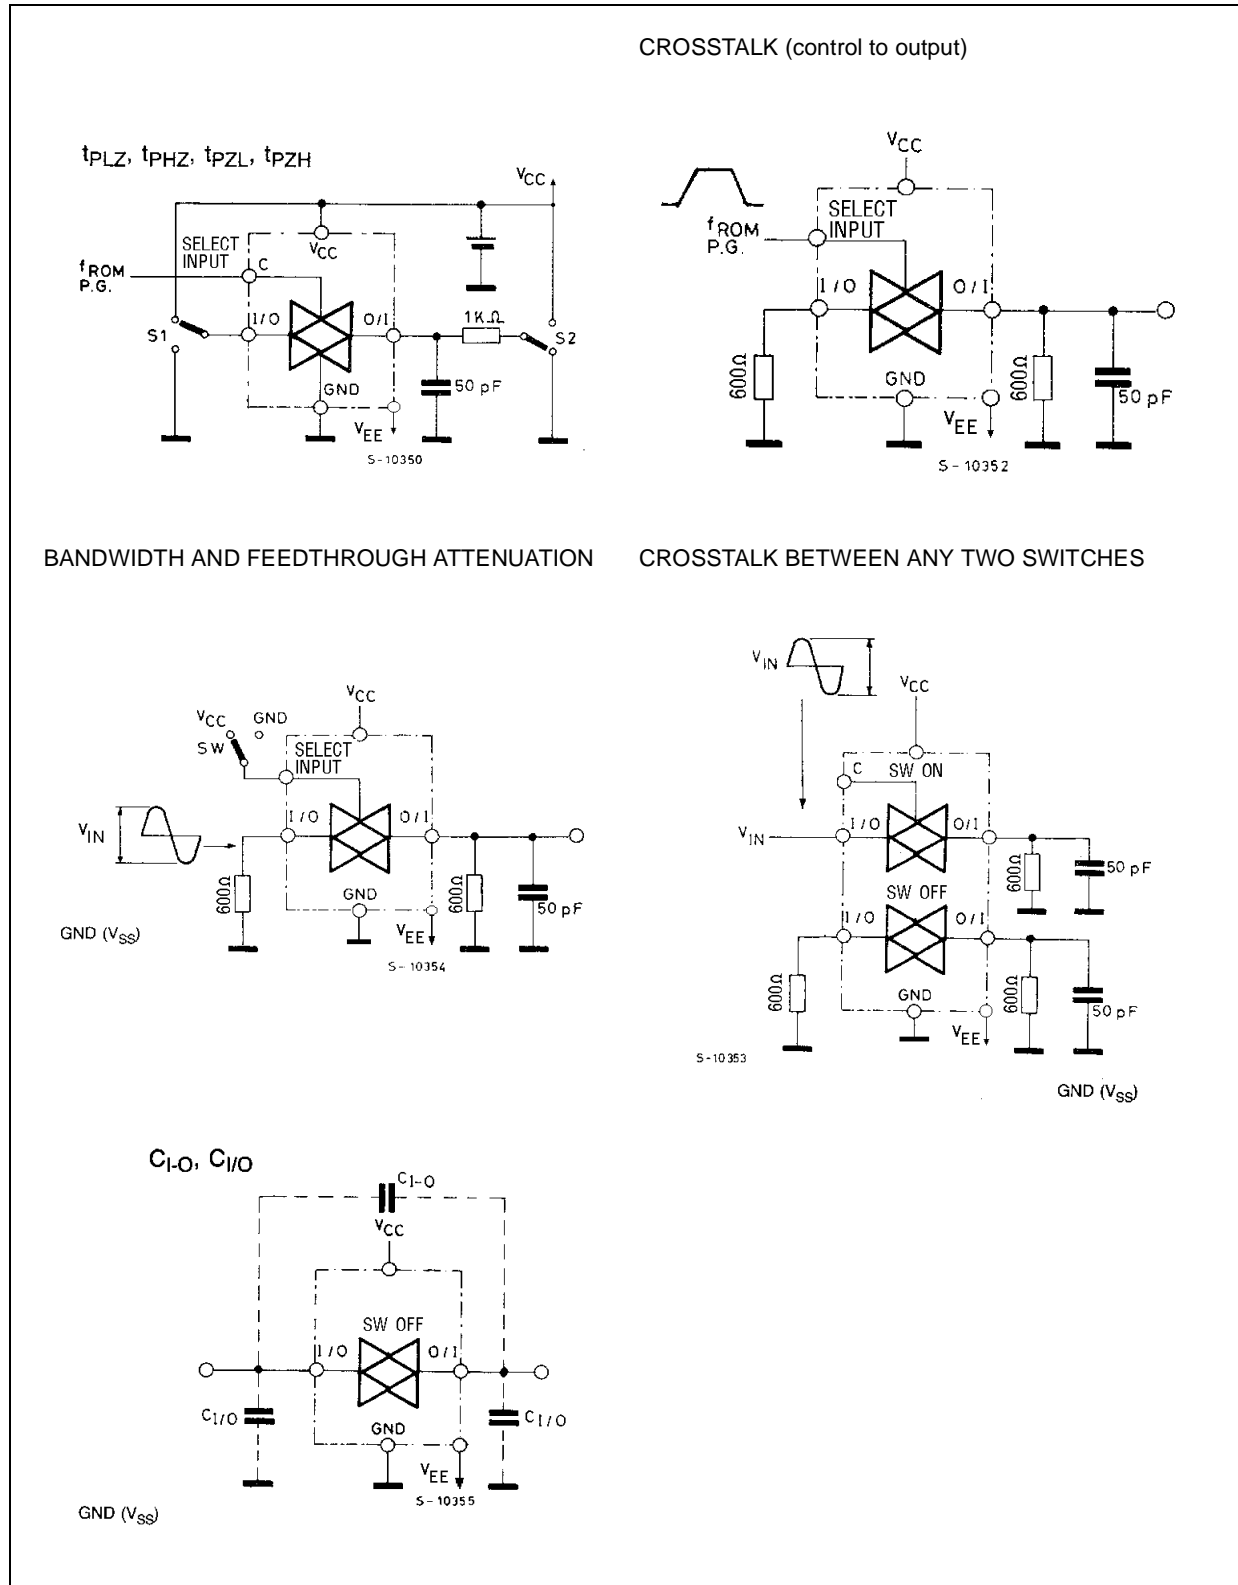 CROSSTALK (control to output)
tPLZ, tPHZ, tPZL, tPZH
VCC
SELECT
INPUT
VCC
fROM
P.G.
C
I/O
O/I
1KΩ
S1
S2
GND
50 pF
VEE
S-10350
VCC
SELECT
INPUT
fROM
P.G.
I/O
O/I
600Ω
GND
600Ω
50 pF
VEE
S-10352
BANDWIDTH AND FEEDTHROUGH ATTENUATION
CROSSTALK BETWEEN ANY TWO SWITCHES
VCC
VCC
GND
SW
SELECT
INPUT
VIN
I/O
O/I
600Ω
GND
600Ω
50 pF
GND (VSS)
VEE
S-10354
VIN
VCC
C
SW ON
VIN
I/O
O/I
600Ω
50 pF
SW OFF
I/O
O/I
600Ω
GND
600Ω
50 pF
VEE
S-10353
GND (VSS)
CI-O, CI/O
CI-O
VCC
SW OFF
I/O
O/I
CI/O
GND
CI/O
VEE
S-10355
GND (VSS)